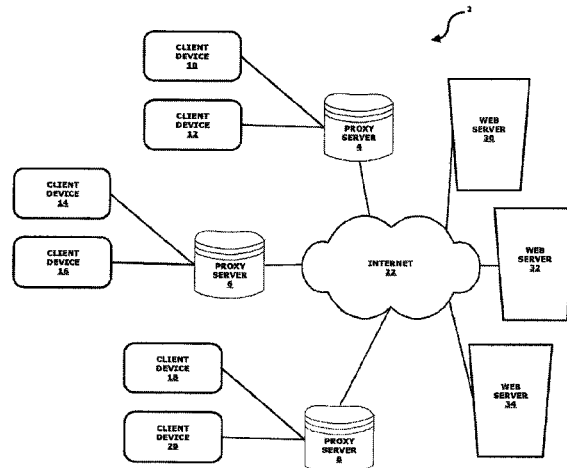 2
CLIENT
DEVICE
10
CLIENT
DEVICE
12
PROXY
SERVER
4
WEB
SERVER
30
CLIENT
DEVICE
14
CLIENT
DEVICE
16
PROXY
SERVER
6
INTERNET
22
WEB
SERVER
32
CLIENT
DEVICE
18
CLIENT
DEVICE
20
PROXY
SERVER
8
WEB
SERVER
34